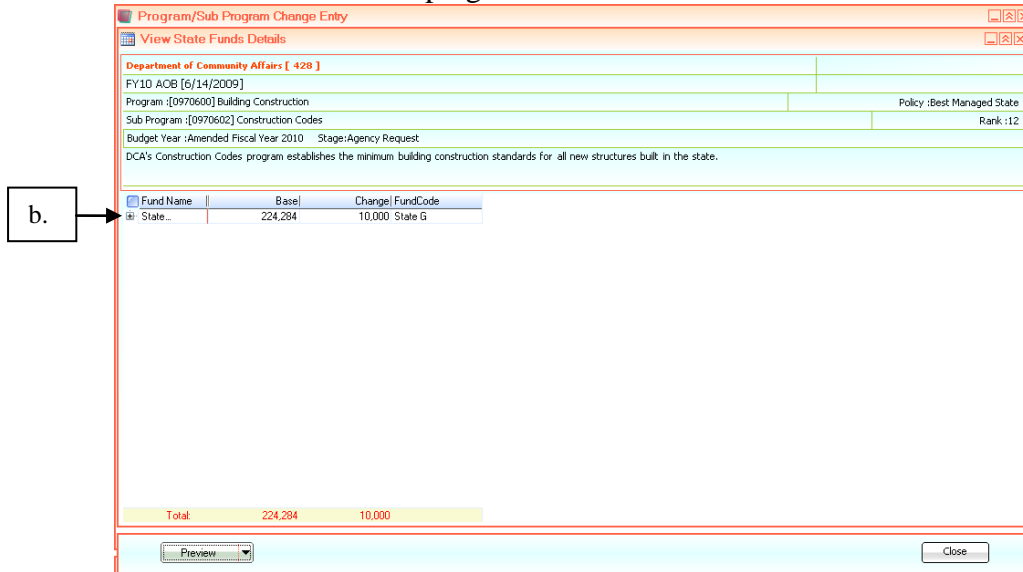 Program/Sub Program Change Entry
View State Funds Details
Department of Community Affairs [ 428 ]
FY10 AOB [6/14/2009]
Program :[0970600] Building Construction Policy :Best Managed State
Sub Program :[0970602] Construction Codes Rank :12
Budget Year :Amended Fiscal Year 2010 Stage:Agency Request
DCA's Construction Codes program establishes the minimum building construction standards for all new structures built in the state.
Fund Name Base Change FundCode
b.
State... 224,284 10,000 State G
Total: 224,284 10,000
Preview Close